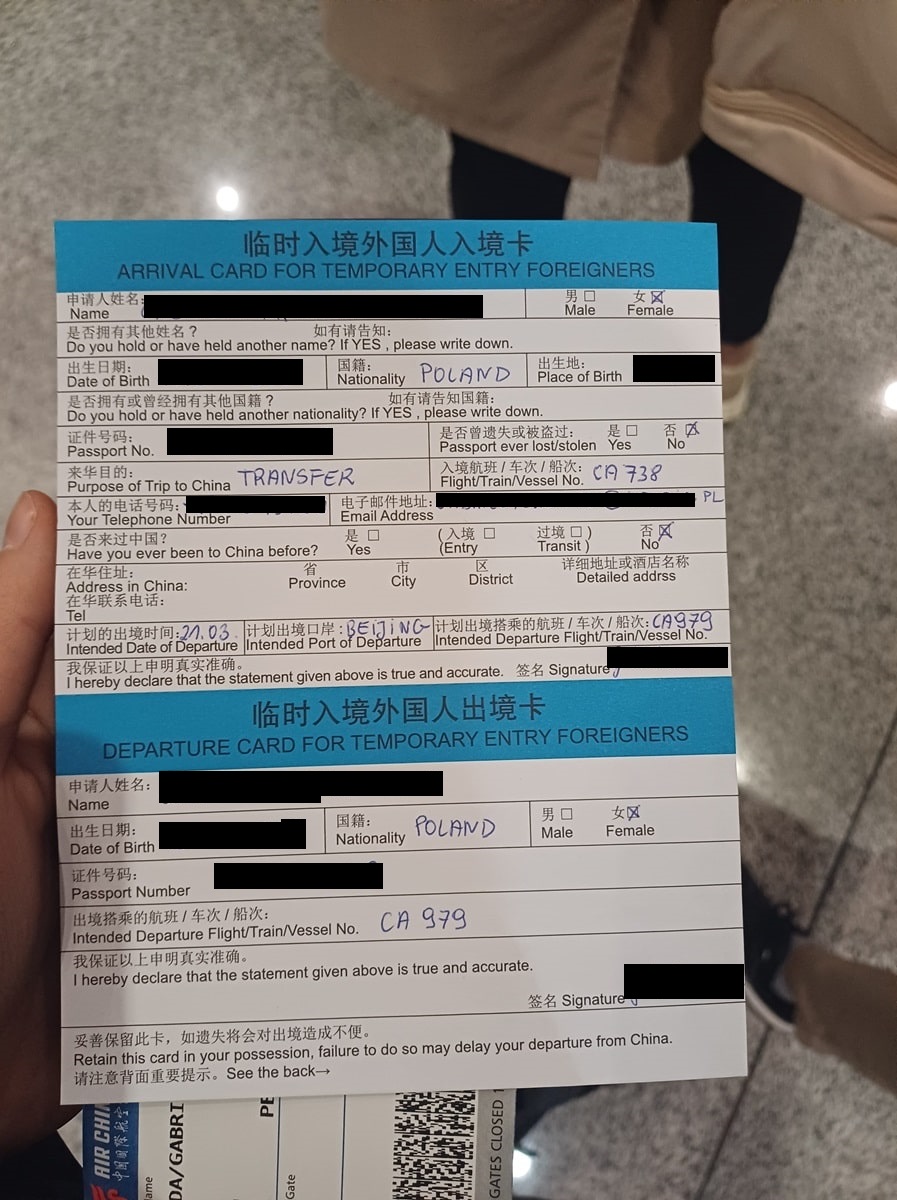 临时入境外国人入境卡
ARRIVAL CARD FOR TEMPORARY ENTRY FOREIGNERS
申请人姓名: 男 □ 女 ☒
Name Male Female
是否拥有其他姓名? 如有请告知:
Do you hold or have held another name? If YES , please write down.
出生日期: 国籍: 出生地:
Date of Birth Nationality POLAND Place of Birth
是否拥有或曾经拥有其他国籍? 如有请告知国籍:
Do you hold or have held another nationality? If YES , please write down.
证件号码: 是否曾遗失或被盗过: 是 □ 否 ☒
Passport No. Passport ever lost/stolen Yes No
来华目的: 入境航班 / 车次 / 船次:
Purpose of Trip to China TRANSFER Flight/Train/Vessel No. CA 738
本人的电话号码: 电子邮件地址: PL
Your Telephone Number Email Address
是否来过中国? 是 □ (入境 □ 过境 □ ) 否 ☒
Have you ever been to China before? Yes (Entry Transit ) No
在华住址: 省 市 区 详细地址或酒店名称
Address in China: Province City District Detailed addrss
在华联系电话:
Tel
计划的出境时间: 21.03. 计划出境口岸: BEIJING 计划出境搭乘的航班 / 车次 / 船次: CA979
Intended Date of Departure Intended Port of Departure Intended Departure Flight/Train/Vessel No.
我保证以上申明真实准确。
I hereby declare that the statement given above is true and accurate. 签名 Signature
临时入境外国人出境卡
DEPARTURE CARD FOR TEMPORARY ENTRY FOREIGNERS
申请人姓名:
Name
出生日期: 国籍: 男 □ 女 ☒
Date of Birth Nationality POLAND Male Female
证件号码:
Passport Number
出境搭乘的航班 / 车次 / 船次:
Intended Departure Flight/Train/Vessel No. CA 979
我保证以上申明真实准确。
I hereby declare that the statement given above is true and accurate.
签名 Signature
妥善保留此卡，如遗失将会对出境造成不便。
Retain this card in your possession, failure to do so may delay your departure from China.
请注意背面重要提示。See the back→
AIR CHIN
中国国际航空
Name
DA/GABRI
PE
Gate
GATES CLOSED